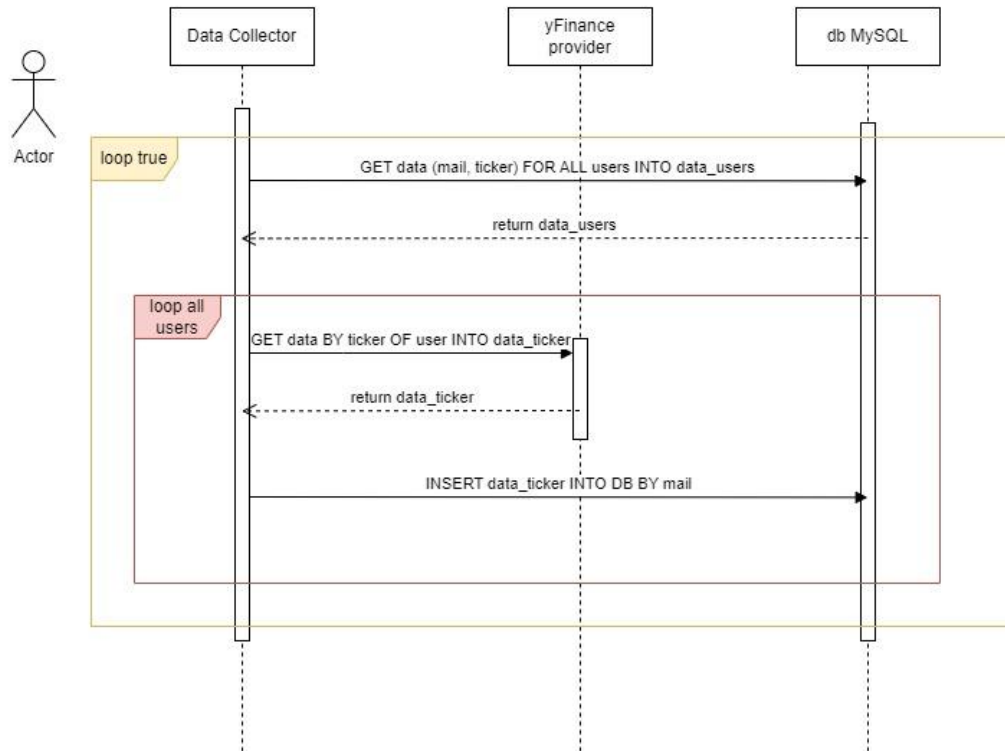 Data Collector
yFinance
provider
db MySQL
Actor
loop true
GET data (mail, ticker) FOR ALL users INTO data_users
return data_users
loop all
users
GET data BY ticker OF user INTO data_ticker
return data_ticker
INSERT data_ticker INTO DB BY mail